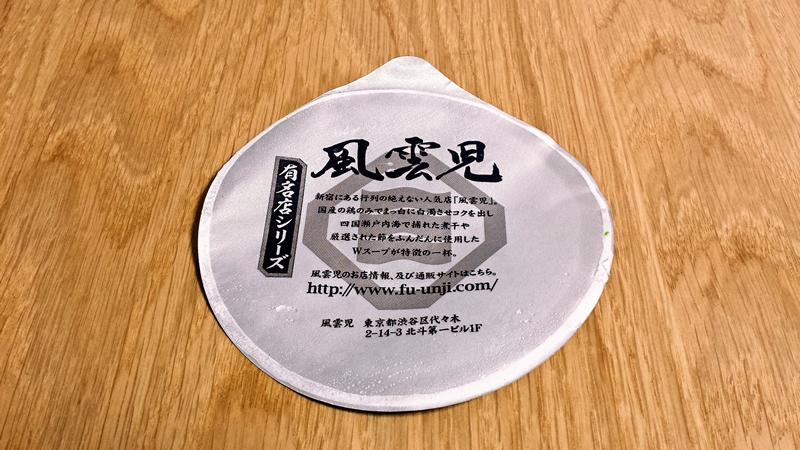 風雲児
有名店シリーズ
新宿にある行列の絶えない人気店「風雲児」。
国産の鶏のみでまっ白に白濁させコクを出し
四国瀬戸内海で捕れた煮干や
厳選された節をふんだんに使用した
Wスープが特徴の一杯。
風雲児のお店情報、及び通販サイトはこちら。
http://www.fu-unji.com/
風雲児 東京都渋谷区代々木
2-14-3 北斗第一ビル1F